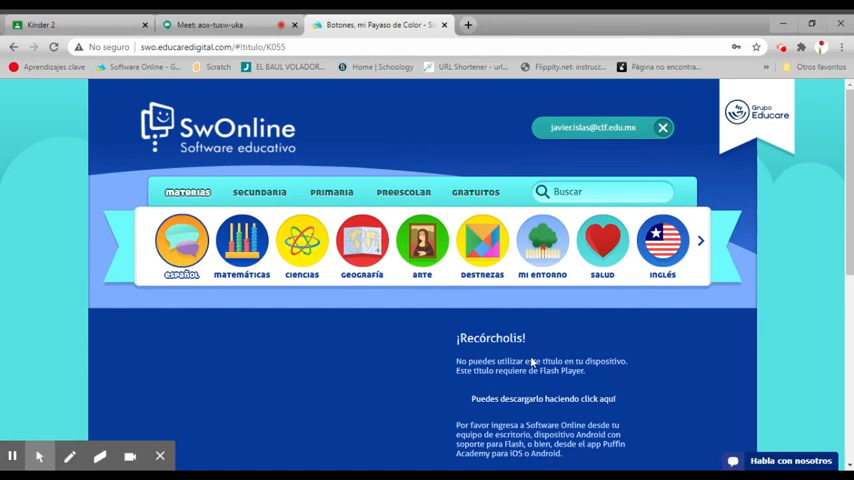 Kinder 2
Meet: aox-tusw-uka
Botones, mi Payaso de Color - So
No seguro
swo.educaredigital.com/#!titulo/K055
Aprendizajes clave
Software Online - G...
Scratch
EL BAUL VOLADOR...
Home | Schoology
URL Shortener - url...
Flippity.net: instrucc...
Página no encontra...
»
Otros favoritos
SwOnline
Software educativo
javier.islas@clf.edu.mx
Grupo
Educare
MATERIAS
SECUNDARIA
PRIMARIA
PREESCOLAR
GRATUITOS
Buscar
ESPAÑOL
MATEMÁTICAS
CIENCIAS
GEOGRAFÍA
ARTE
DESTREZAS
MI ENTORNO
SALUD
INGLÉS
¡Recórcholis!
No puedes utilizar este título en tu dispositivo.
Este título requiere de Flash Player.
Puedes descargarlo haciendo click aquí
Por favor ingresa a Software Online desde tu
equipo de escritorio, dispositivo Android con
soporte para Flash, o bien, desde el app Puffin
Academy para iOS o Android.
Habla con nosotros